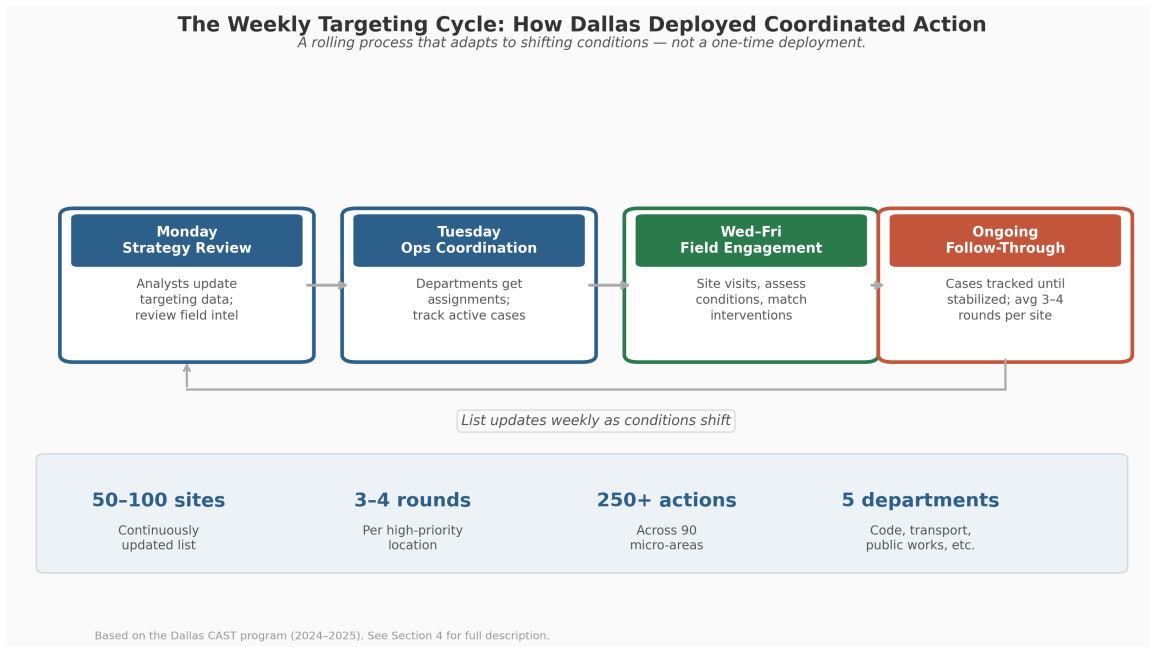 The Weekly Targeting Cycle: How Dallas Deployed Coordinated Action
A rolling process that adapts to shifting conditions — not a one-time deployment.
Monday
Strategy Review
Analysts update
targeting data;
review field intel
Tuesday
Ops Coordination
Departments get
assignments;
track active cases
Wed–Fri
Field Engagement
Site visits, assess
conditions, match
interventions
Ongoing
Follow-Through
Cases tracked until
stabilized; avg 3–4
rounds per site
List updates weekly as conditions shift
50–100 sites
Continuously
updated list
3–4 rounds
Per high-priority
location
250+ actions
Across 90
micro-areas
5 departments
Code, transport,
public works, etc.
Based on the Dallas CAST program (2024–2025). See Section 4 for full description.